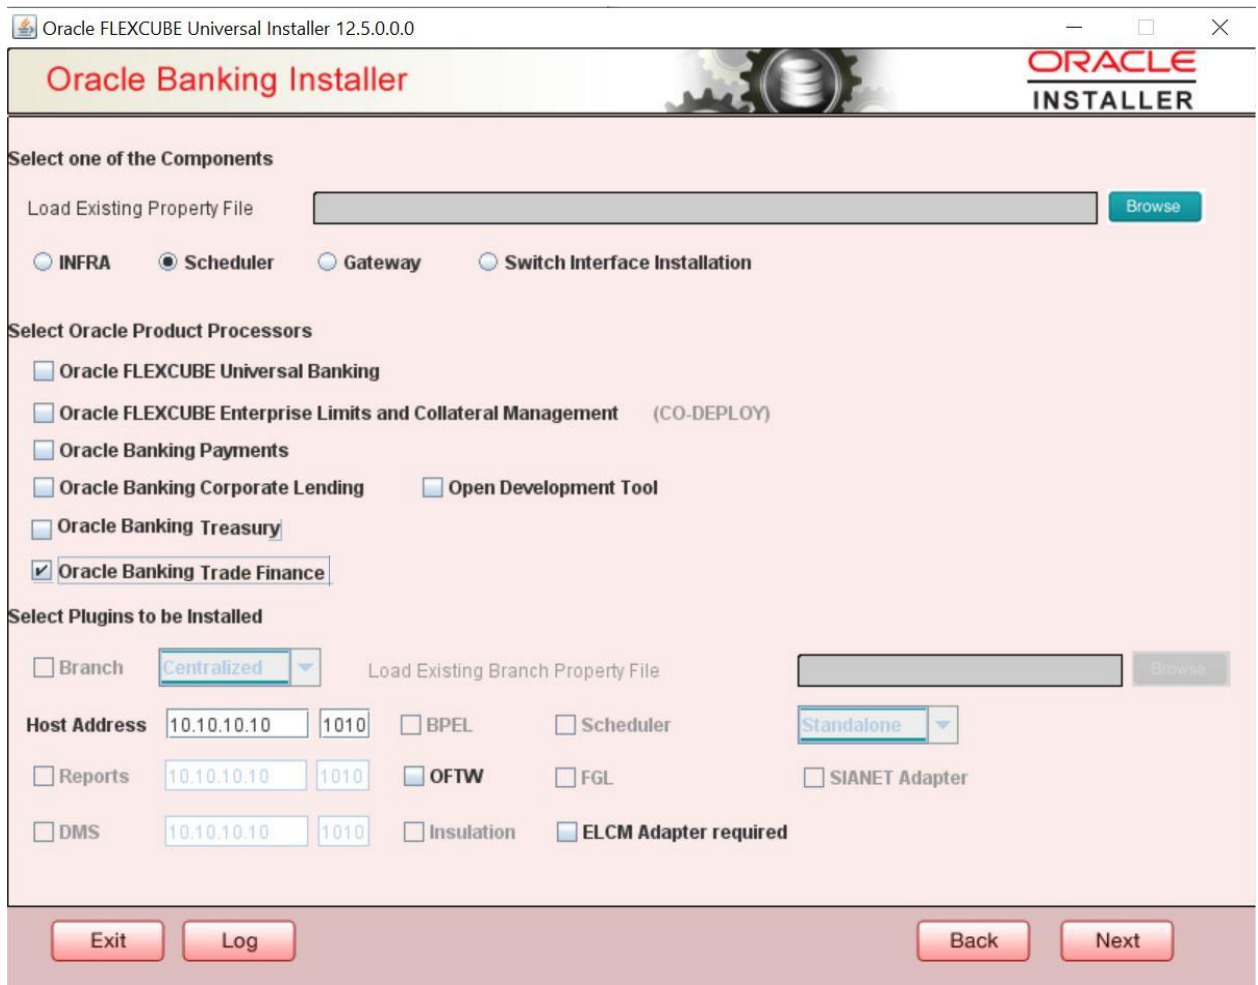 Oracle FLEXCUBE Universal Installer 12.5.0.0.0
Oracle Banking Installer
ORACLE
INSTALLER
Select one of the Components
Load Existing Property File Browse
INFRA Scheduler Gateway Switch Interface Installation
Select Oracle Product Processors
Oracle FLEXCUBE Universal Banking
Oracle FLEXCUBE Enterprise Limits and Collateral Management (CO-DEPLOY)
Oracle Banking Payments
Oracle Banking Corporate Lending Open Development Tool
Oracle Banking Treasury
Oracle Banking Trade Finance
Select Plugins to be Installed
Branch Centralized Load Existing Branch Property File Browse
Host Address 10.10.10.10 1010 BPEL Scheduler Standalone
Reports 10.10.10.10 1010 OFTW FGL SIANET Adapter
DMS 10.10.10.10 1010 Insulation ELCM Adapter required
Exit Log Back Next